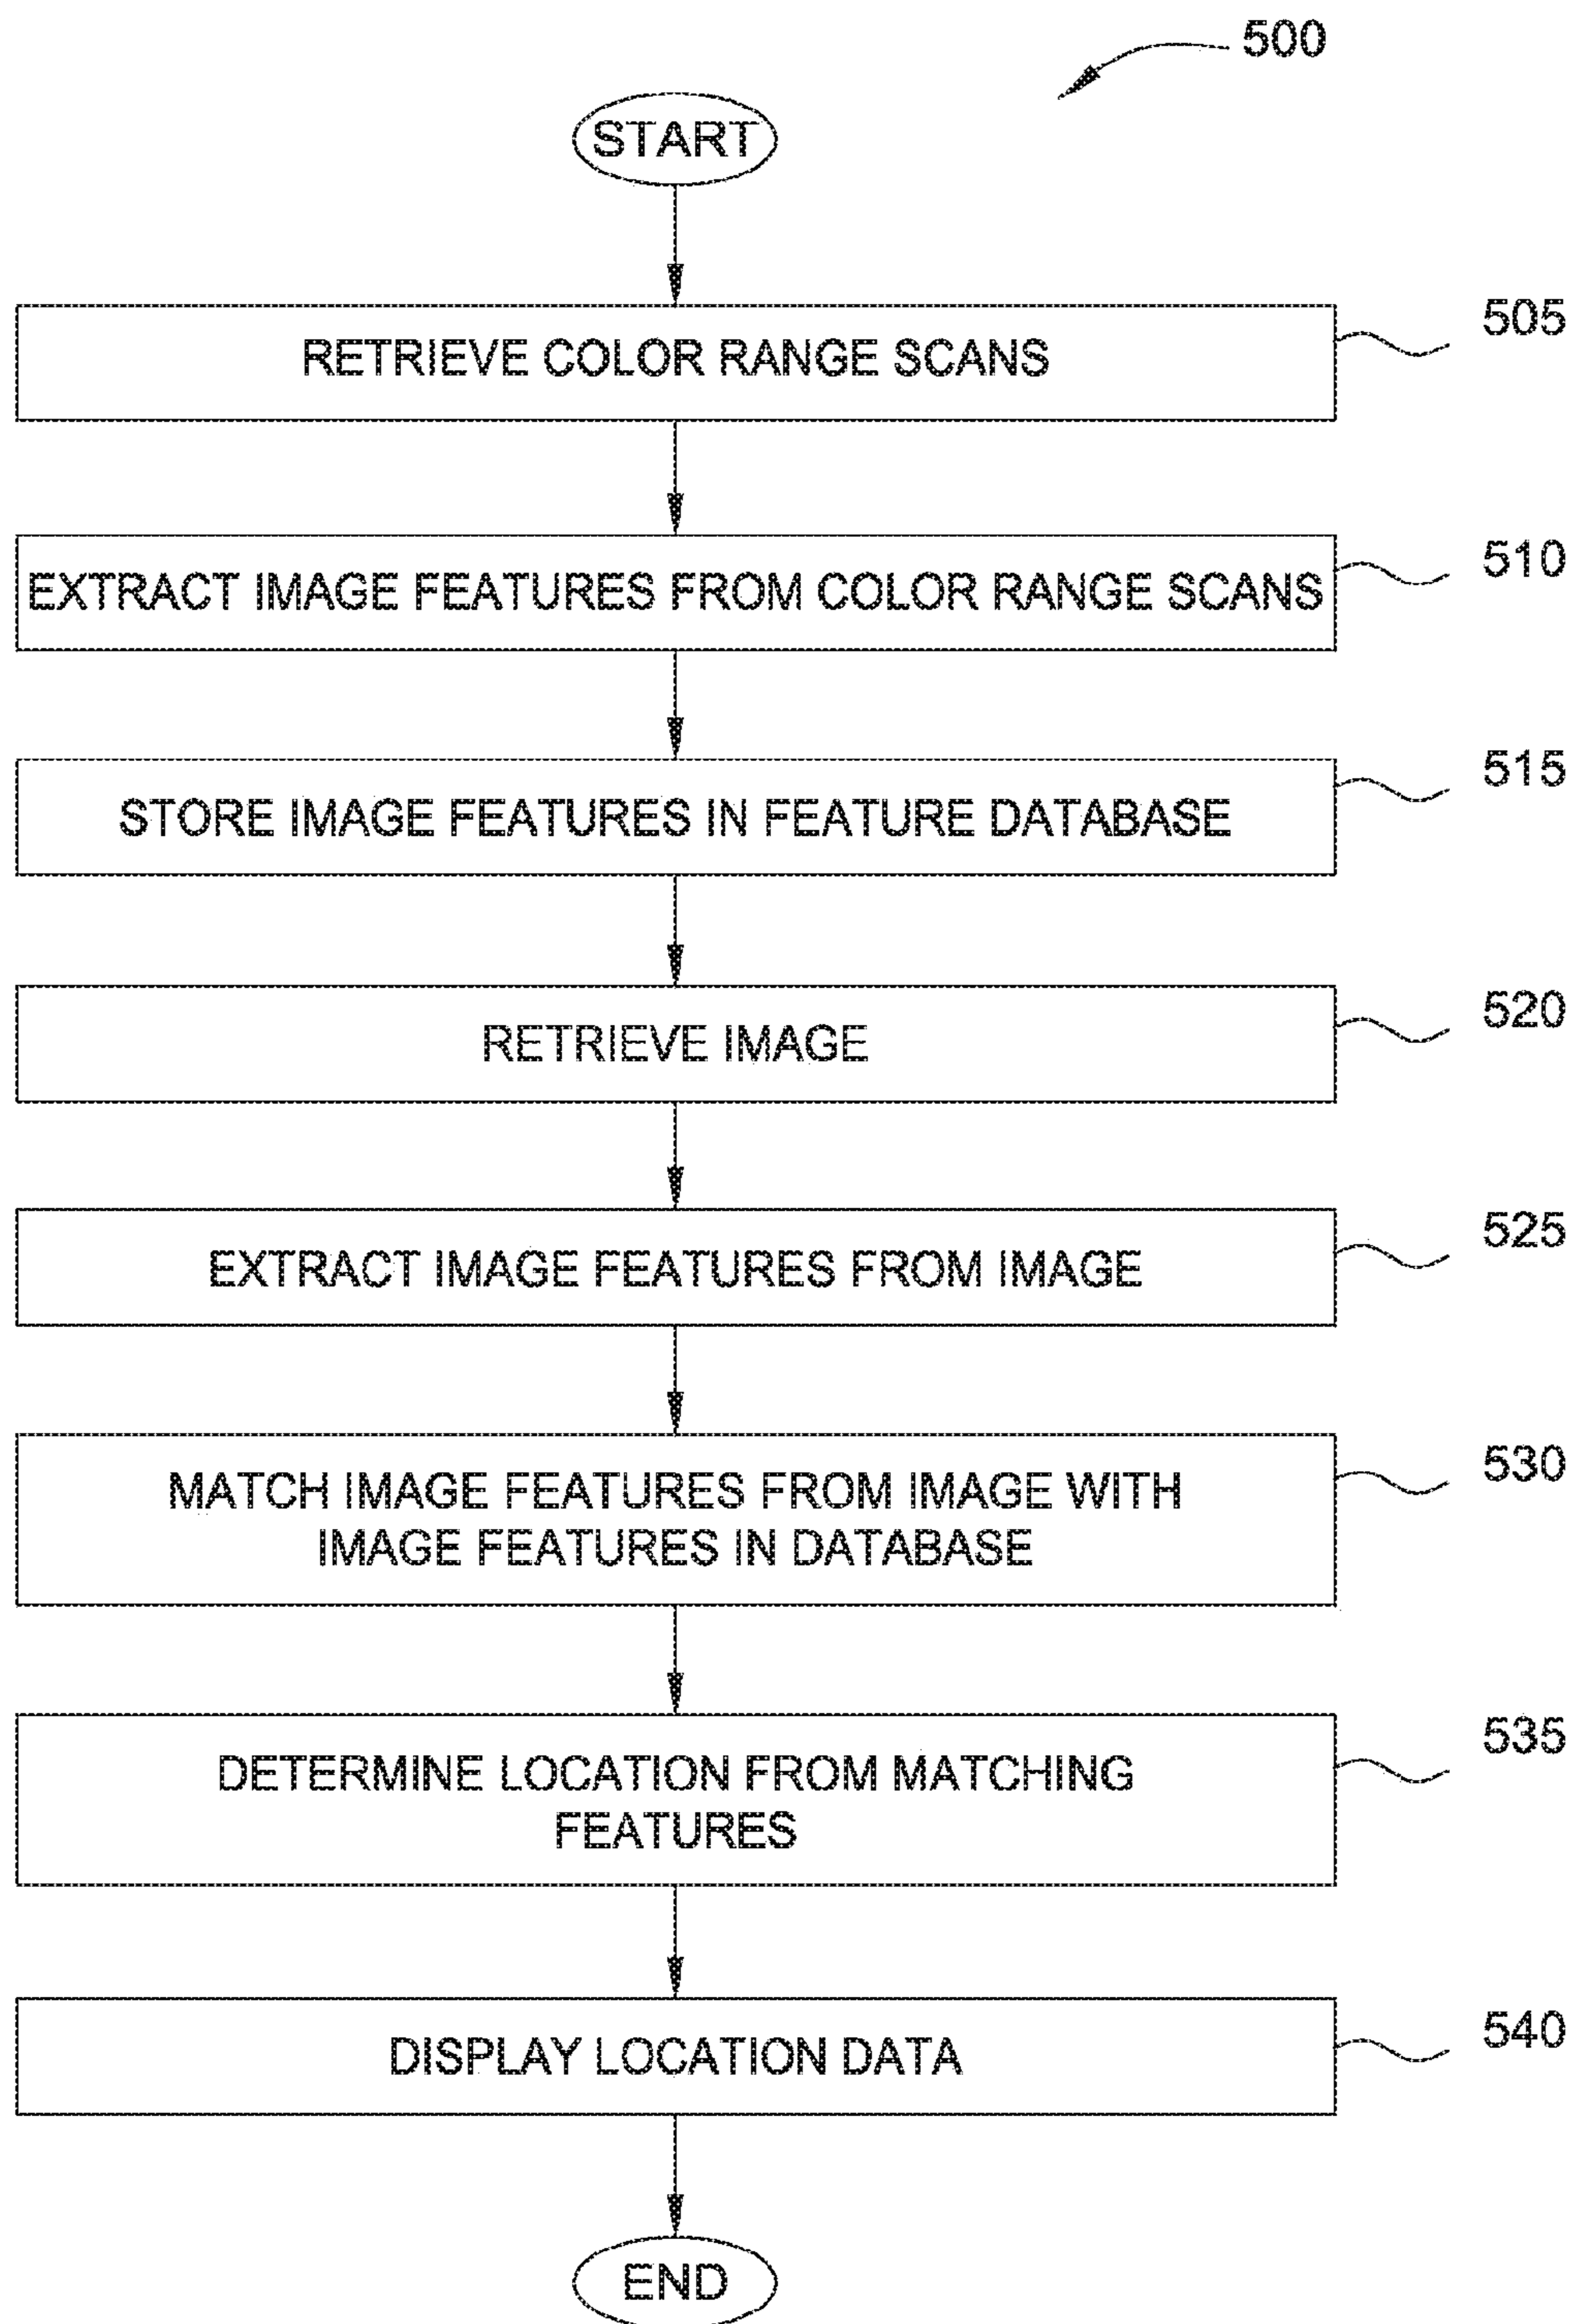 500
START
RETRIEVE COLOR RANGE SCANS
505
EXTRACT IMAGE FEATURES FROM COLOR RANGE SCANS
510
STORE IMAGE FEATURES IN FEATURE DATABASE
515
RETRIEVE IMAGE
520
EXTRACT IMAGE FEATURES FROM IMAGE
525
MATCH IMAGE FEATURES FROM IMAGE WITH
IMAGE FEATURES IN DATABASE
530
DETERMINE LOCATION FROM MATCHING
FEATURES
535
DISPLAY LOCATION DATA
540
END